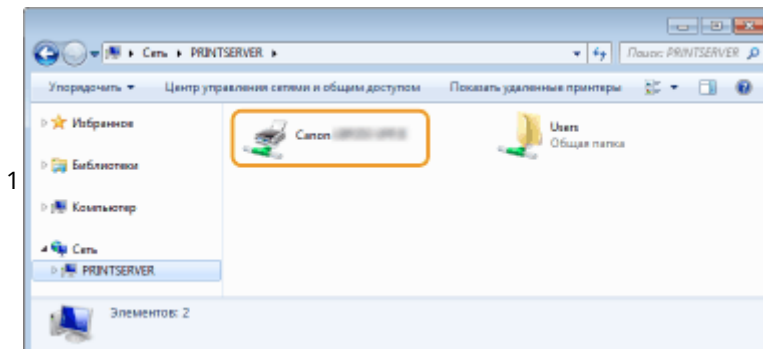 Сеть ▸ PRINTSERVER ▸
Поиск: PRINTSERVER
Упорядочить Центр управления сетями и общим доступом Показать удаленные принтеры
Избранное
Canon
Users
Общая папка
Библиотеки
1
Компьютер
Сеть
PRINTSERVER
Элементов: 2